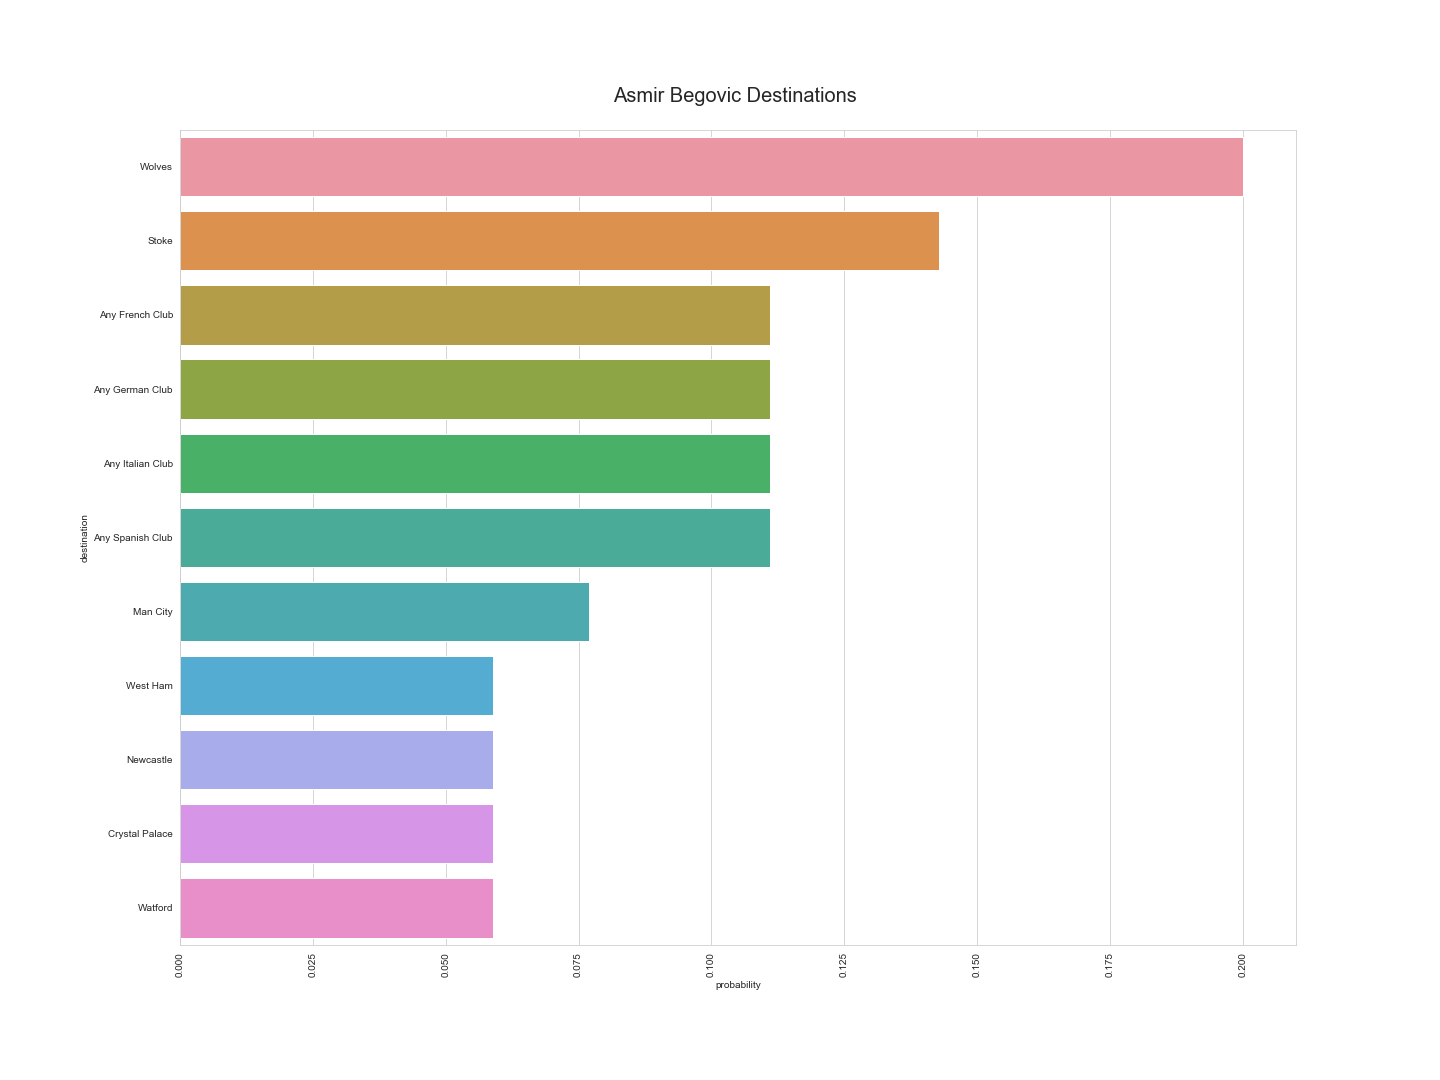 Asmir Begovic Destinations
destination
Wolves
Stoke
Any French Club
Any German Club
Any Italian Club
Any Spanish Club
Man City
West Ham
Newcastle
Crystal Palace
Watford
0.000
0.025
0.050
0.075
0.100
0.125
0.150
0.175
0.200
probability